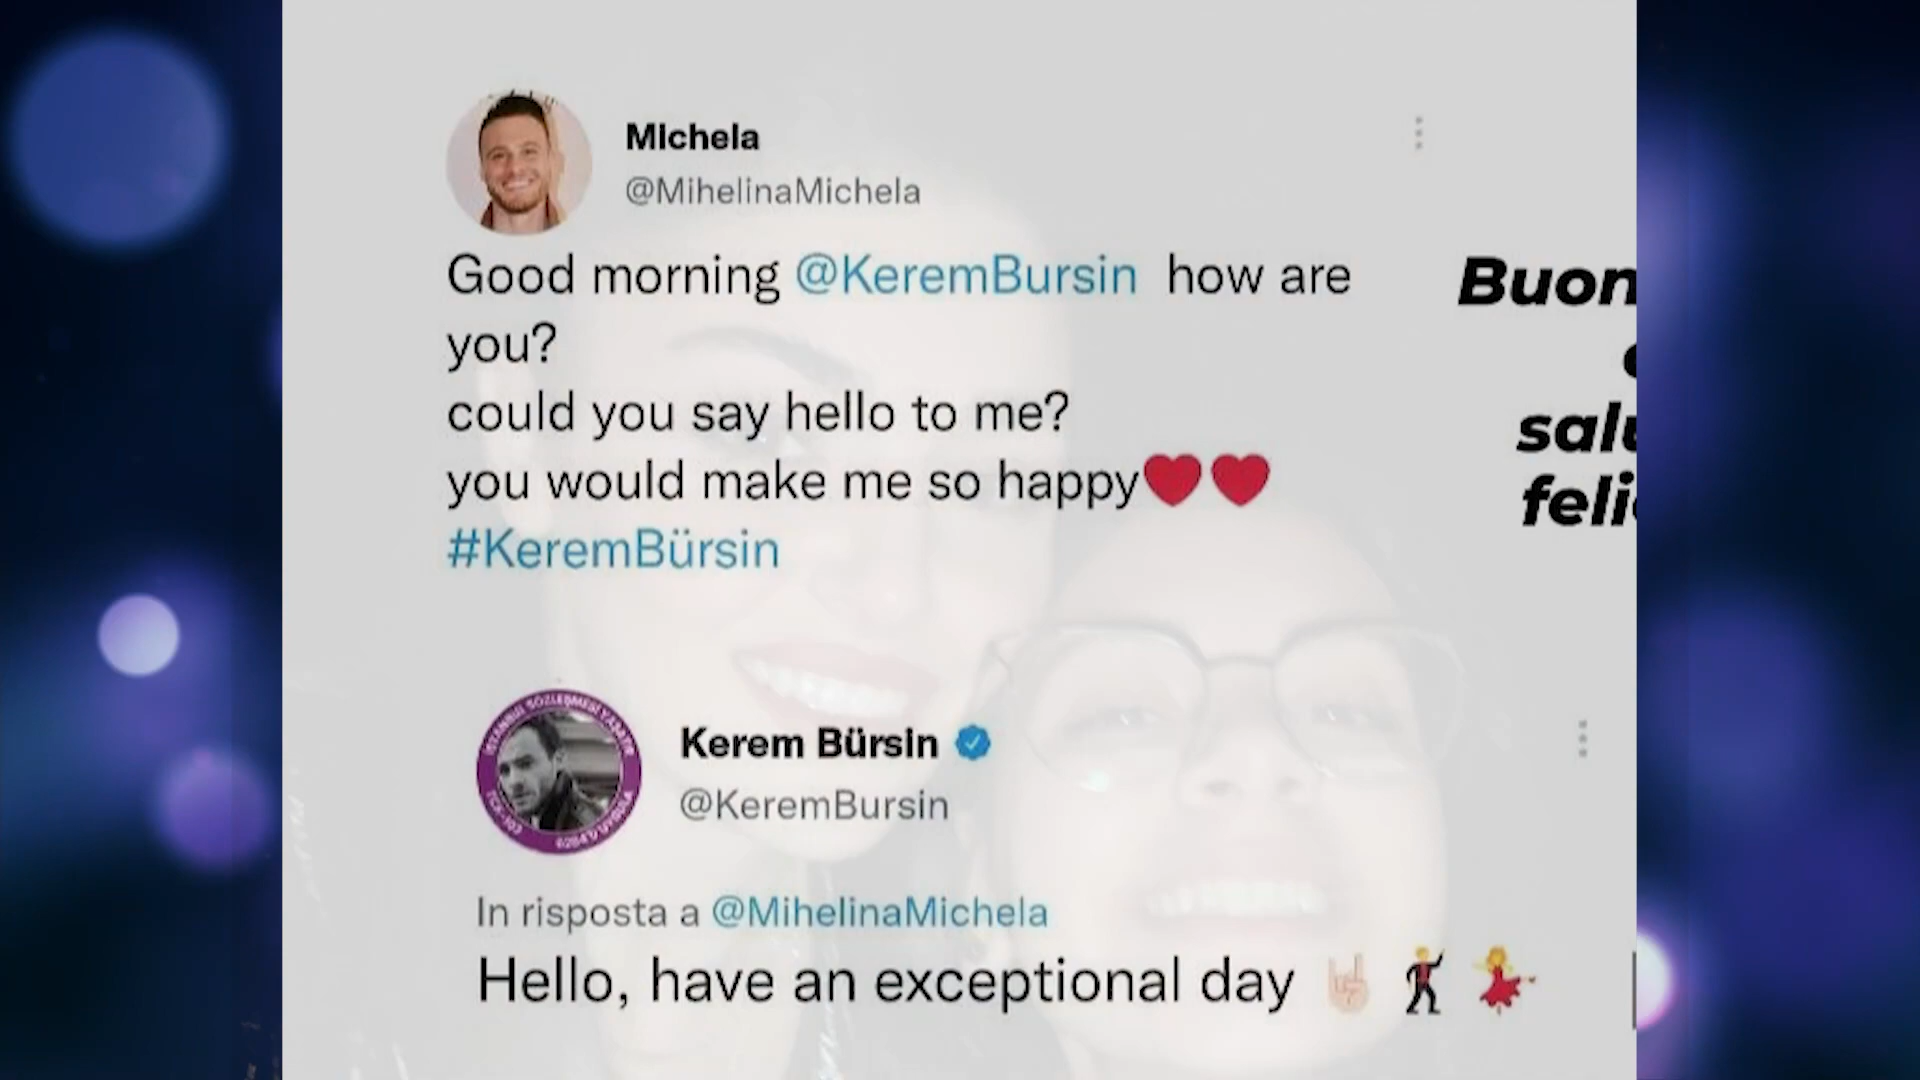 MIchela
@MihelinaMichela
Good morning @KeremBursin how are
you?
could you say hello to me?
you would make me so happy❤️❤️
#KeremBürsin
Buon
salu
feli
Kerem Bürsin
@KeremBursin
In risposta a @MihelinaMichela
Hello, have an exceptional day 🤘🏻 🕺 💃